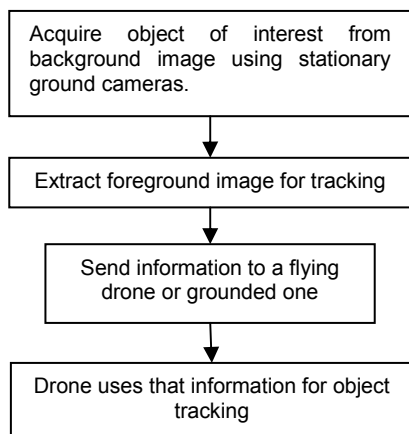 Acquire object of interest from
background image using stationary
ground cameras.
Extract foreground image for tracking
Send information to a flying
drone or grounded one
Drone uses that information for object
tracking